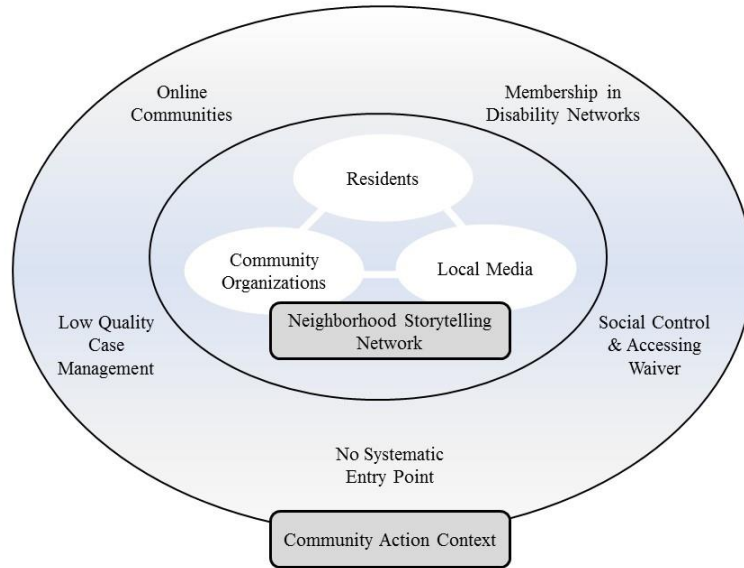 Online
Communities
Membership in
Disability Networks
Residents
Community
Organizations
Local Media
Neighborhood Storytelling
Network
Low Quality
Case
Management
Social Control
& Accessing
Waiver
No Systematic
Entry Point
Community Action Context